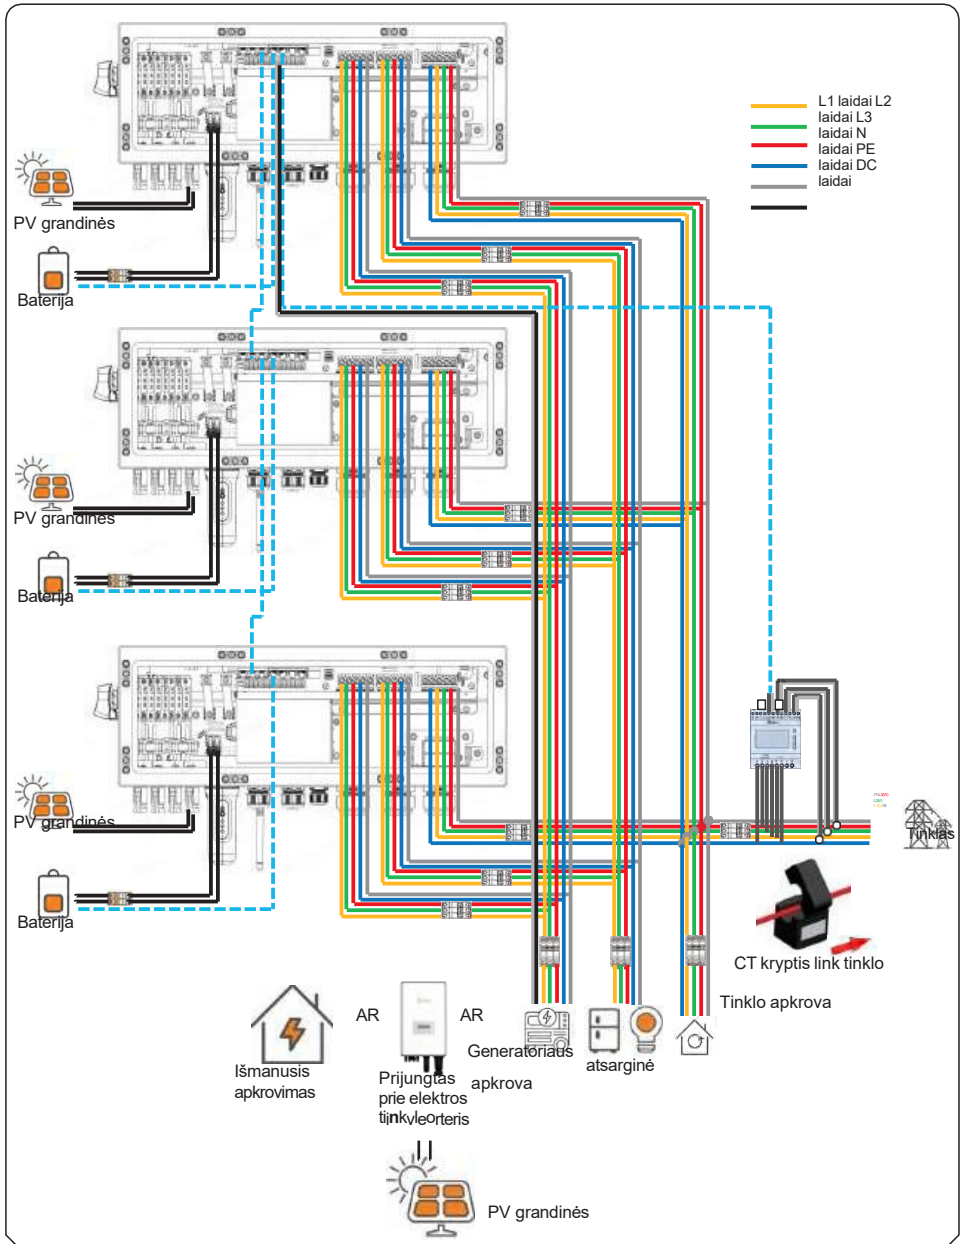 L1 laidai L2
laidai L3
laidai N
laidai PE
laidai DC
laidai
PV grandinės
Baterija
PV grandinės
Baterija
PV grandinės
Baterija
Tinklas
CT kryptis link tinklo
Tinklo apkrova
AR
AR
Generatoriaus
apkrova
atsarginė
Išmanusis
apkrovimas
Prijungtas
prie elektros
PV grandinės